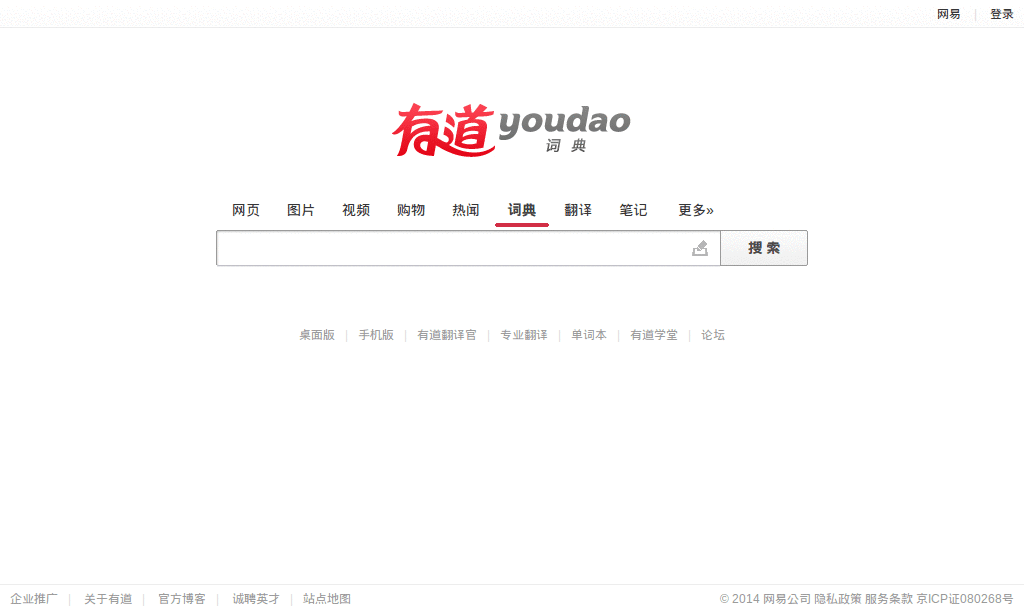 网易 | 登录
有道 youdao
词典
网页 图片 视频 购物 热闻 词典 翻译 笔记 更多»
搜索
桌面版 | 手机版 | 有道翻译官 | 专业翻译 | 单词本 | 有道学堂 | 论坛
企业推广 | 关于有道 | 官方博客 | 诚聘英才 | 站点地图
© 2014 网易公司 隐私政策 服务条款 京ICP证080268号